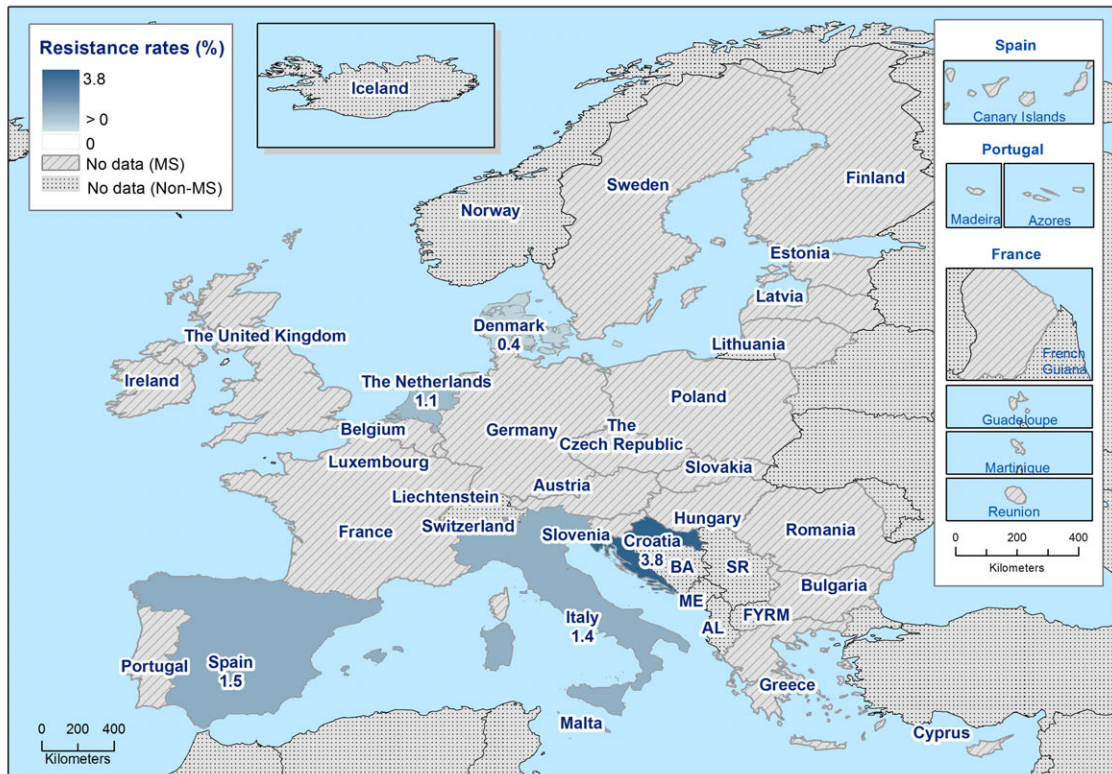 Resistance rates (%)
3.8
> 0
0
No data (MS)
No data (Non-MS)
Iceland
Norway
Sweden
Finland
Estonia
Latvia
Lithuania
Denmark
0.4
The United Kingdom
Ireland
The Netherlands
1.1
Belgium
Luxembourg
Germany
Poland
The
Czech Republic
Slovakia
Austria
Liechtenstein
Switzerland
France
Slovenia
Croatia
3.8
Hungary
Romania
BA
SR
Bulgaria
ME
FYRM
AL
Italy
1.4
Portugal
Spain
1.5
Greece
Malta
Cyprus
0 200 400
Kilometers
Spain
Canary Islands
Portugal
Madeira
Azores
France
French
Guiana
Guadeloupe
Martinique
Reunion
0 200 400
Kilometers